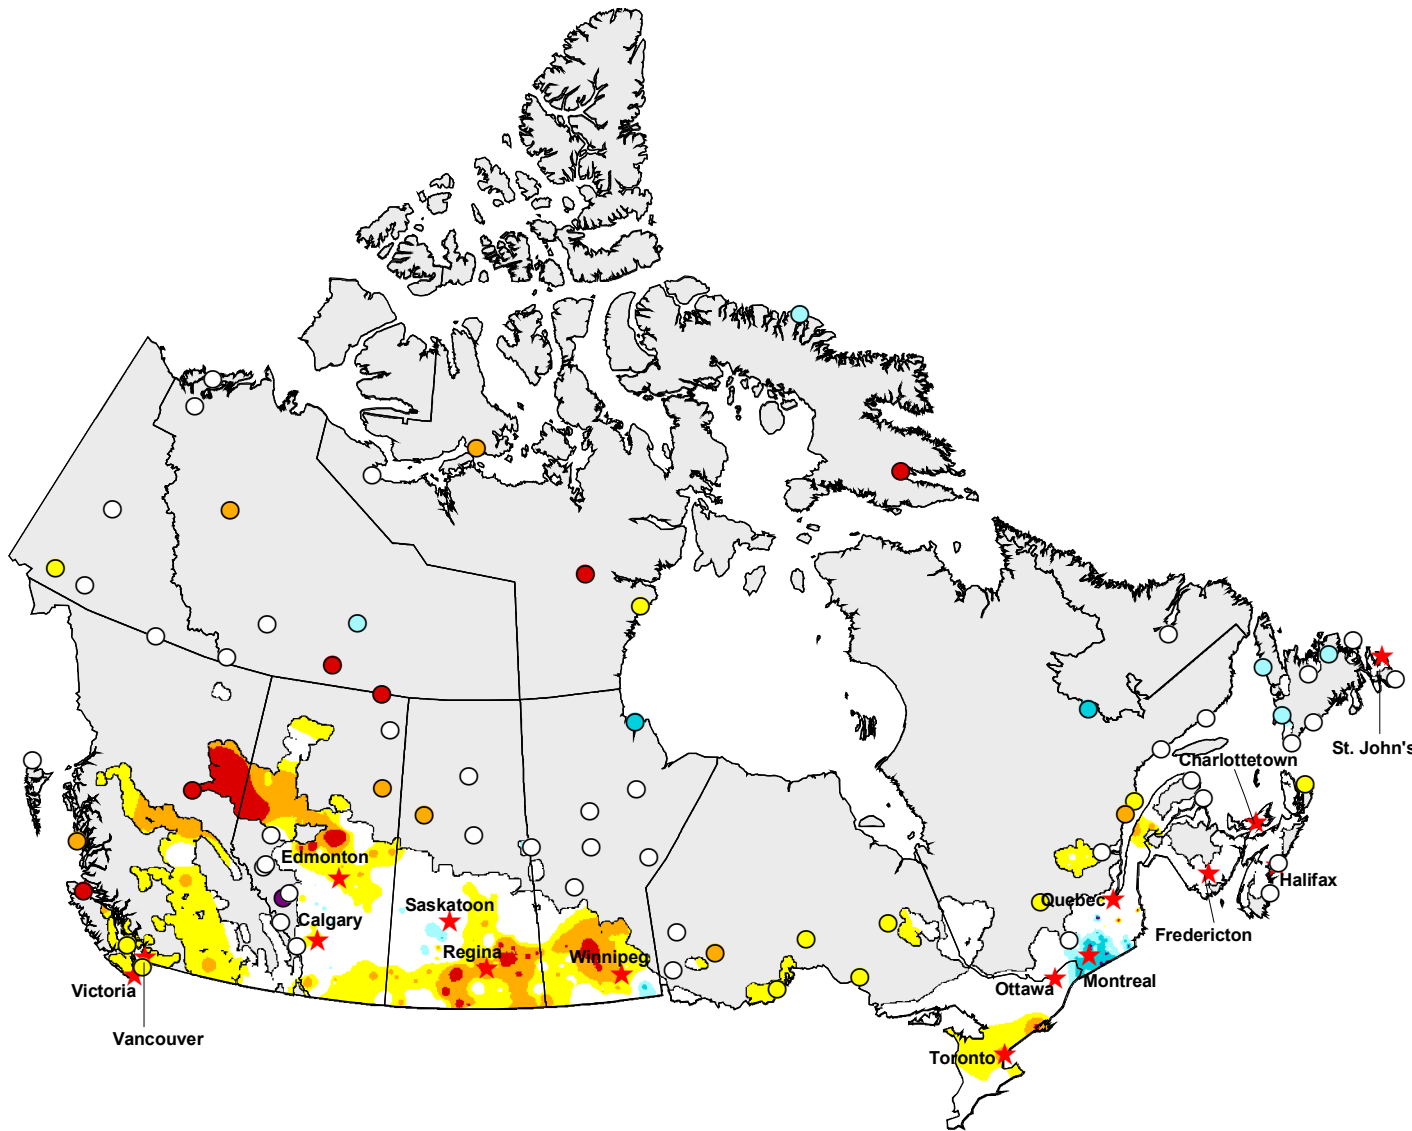 St. John's
Charlottetown
Edmonton
Halifax
Quebec
Saskatoon
Calgary
Fredericton
Regina
Winnipeg
Montreal
Ottawa
Victoria
Vancouver
Toronto